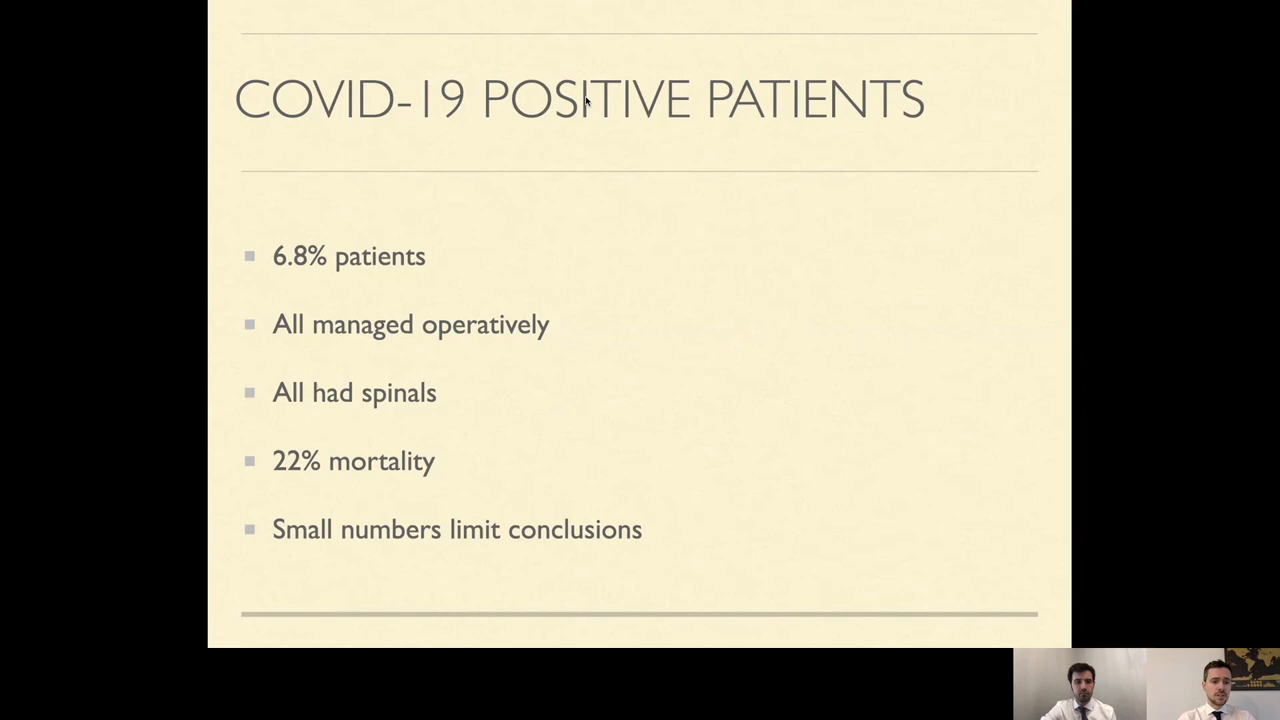 COVID-19 POSITIVE PATIENTS
6.8% patients
All managed operatively
All had spinals
22% mortality
Small numbers limit conclusions